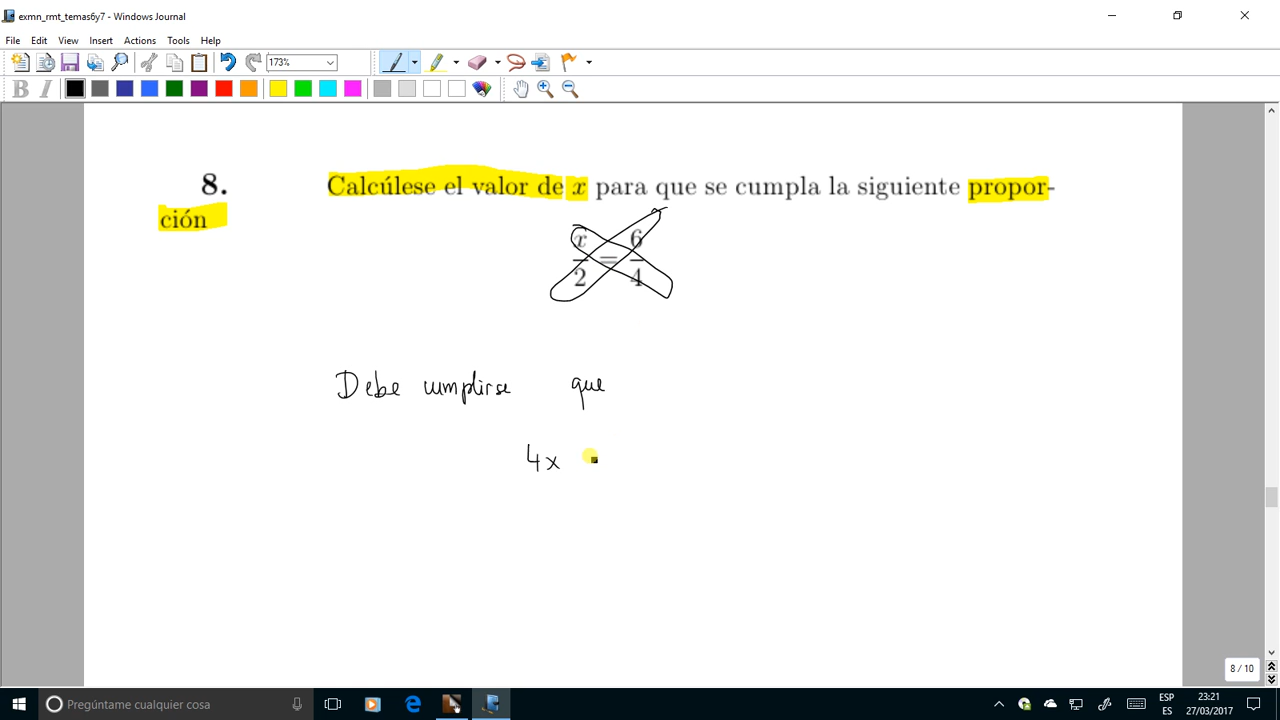 exmn_rmt_temas6y7 - Windows Journal
File Edit View Insert Actions Tools Help
173%
B I
8. Calcúlese el valor de x para que se cumpla la siguiente propor-
ción
x/2 = 6/4
Debe cumplirse que
4x
8 / 10
Pregúntame cualquier cosa
ESP 23:21
ES 27/03/2017